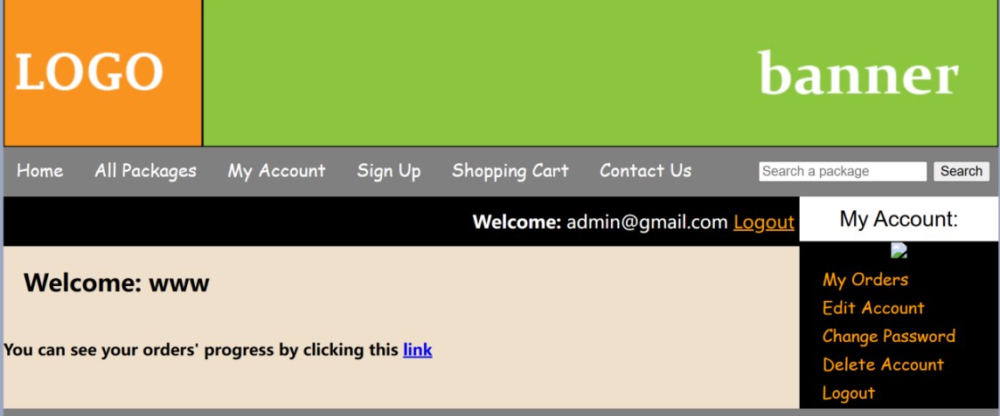 LOGO
banner
Home All Packages My Account Sign Up Shopping Cart Contact Us Search a package Search
Welcome: admin@gmail.com Logout
My Account:
Welcome: www
You can see your orders' progress by clicking this link
My Orders
Edit Account
Change Password
Delete Account
Logout